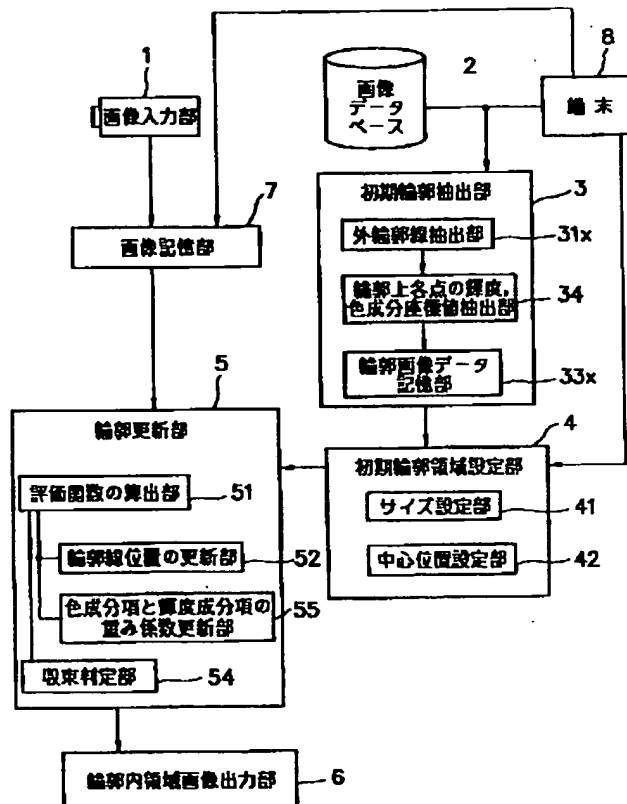 1
画像入力部
2
画像
データ
ベース
8
端末
7
画像記憶部
初期輪郭抽出部
3
外輪郭線抽出部
31x
輪郭上各点の輝度,
色成分座標値抽出部
34
輪郭画像データ
記憶部
33x
5
輪郭更新部
評価関数の算出部
51
輪郭線位置の更新部
52
色成分項と輝度成分項の
重み係数更新部
55
収束判定部
54
4
初期輪郭領域設定部
サイズ設定部
41
中心位置設定部
42
輪郭内領域画像出力部
6